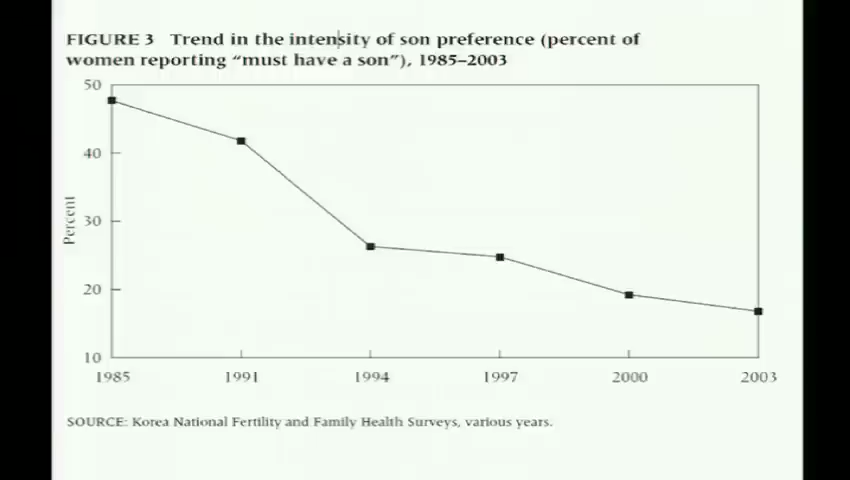 FIGURE 3 Trend in the intensity of son preference (percent of
women reporting “must have a son”), 1985–2003
50
40
30
20
10
Percent
1985 1991 1994 1997 2000 2003
SOURCE: Korea National Fertility and Family Health Surveys, various years.